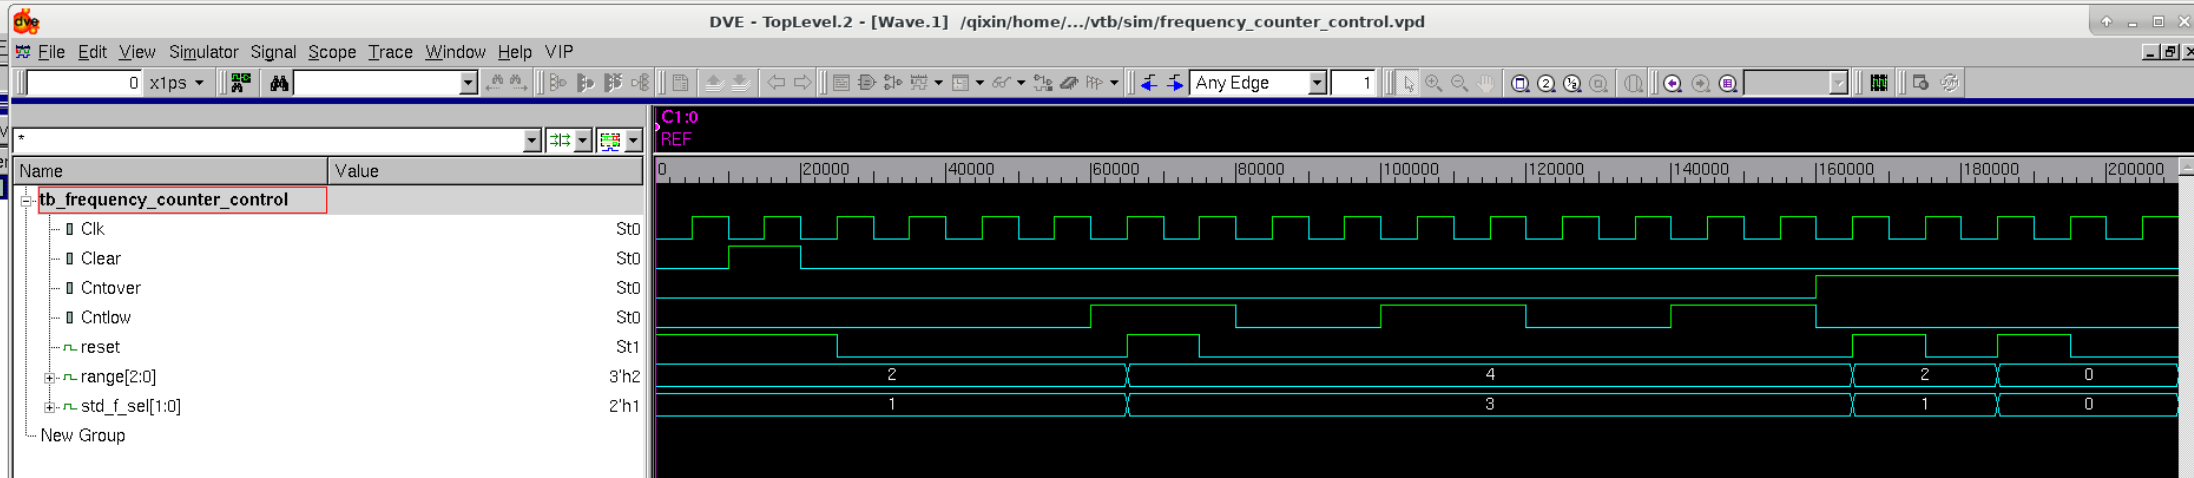 dve DVE - TopLevel.2 - [Wave.1] /qixin/home/.../vtb/sim/frequency_counter_control.vpd
File Edit View Simulator Signal Scope Trace Window Help VIP
0 x1ps Any Edge 1
C1:0
REF
*
Name Value
0 20000 40000 60000 80000 100000 120000 140000 160000 180000 200000
tb_frequency_counter_control
Clk St0
Clear St0
Cntover St0
Cntlow St0
reset St1
range[2:0] 3'h2 2 4 2 0
std_f_sel[1:0] 2'h1 1 3 1 0
New Group